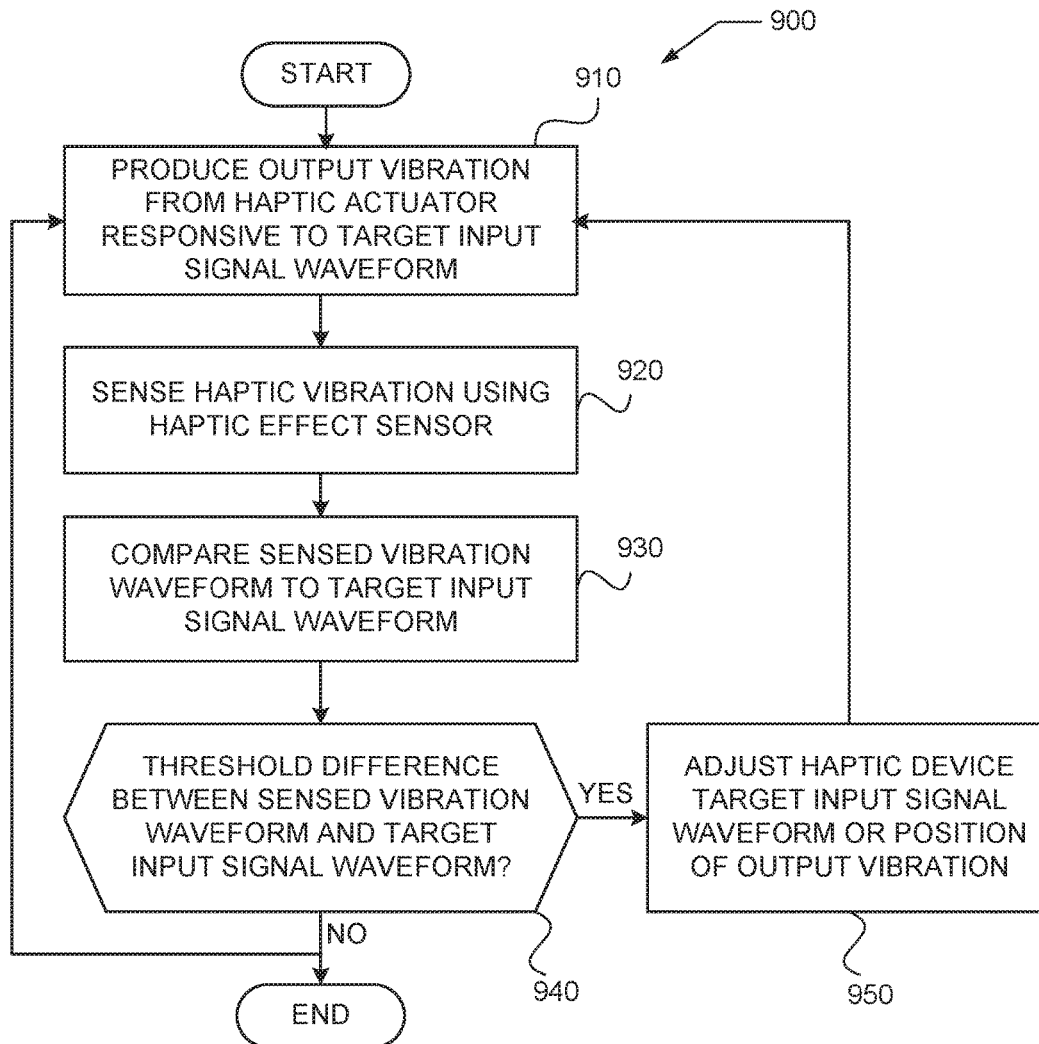 900
START
910
PRODUCE OUTPUT VIBRATION
FROM HAPTIC ACTUATOR
RESPONSIVE TO TARGET INPUT
SIGNAL WAVEFORM
920
SENSE HAPTIC VIBRATION USING
HAPTIC EFFECT SENSOR
930
COMPARE SENSED VIBRATION
WAVEFORM TO TARGET INPUT
SIGNAL WAVEFORM
THRESHOLD DIFFERENCE
BETWEEN SENSED VIBRATION
WAVEFORM AND TARGET
INPUT SIGNAL WAVEFORM?
YES
ADJUST HAPTIC DEVICE
TARGET INPUT SIGNAL
WAVEFORM OR POSITION
OF OUTPUT VIBRATION
NO
940
950
END